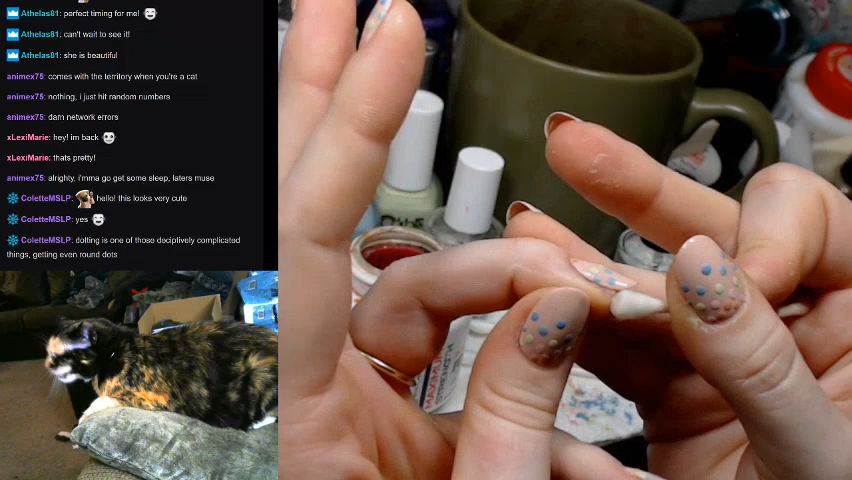 Athelas81: perfect timing for me!
Athelas81: can't wait to see it!
Athelas81: she is beautiful
animex75: comes with the territory when you're a cat
animex75: nothing, i just hit random numbers
animex75: darn network errors
xLexiMarie: hey! im back
xLexiMarie: thats pretty!
animex75: alrighty, i'mma go get some sleep, laters muse
ColetteMSLP: hello! this looks very cute
ColetteMSLP: yes
ColetteMSLP: dotting is one of those deciptively complicated
things, getting even round dots
MAXIMUM
STRENGTH